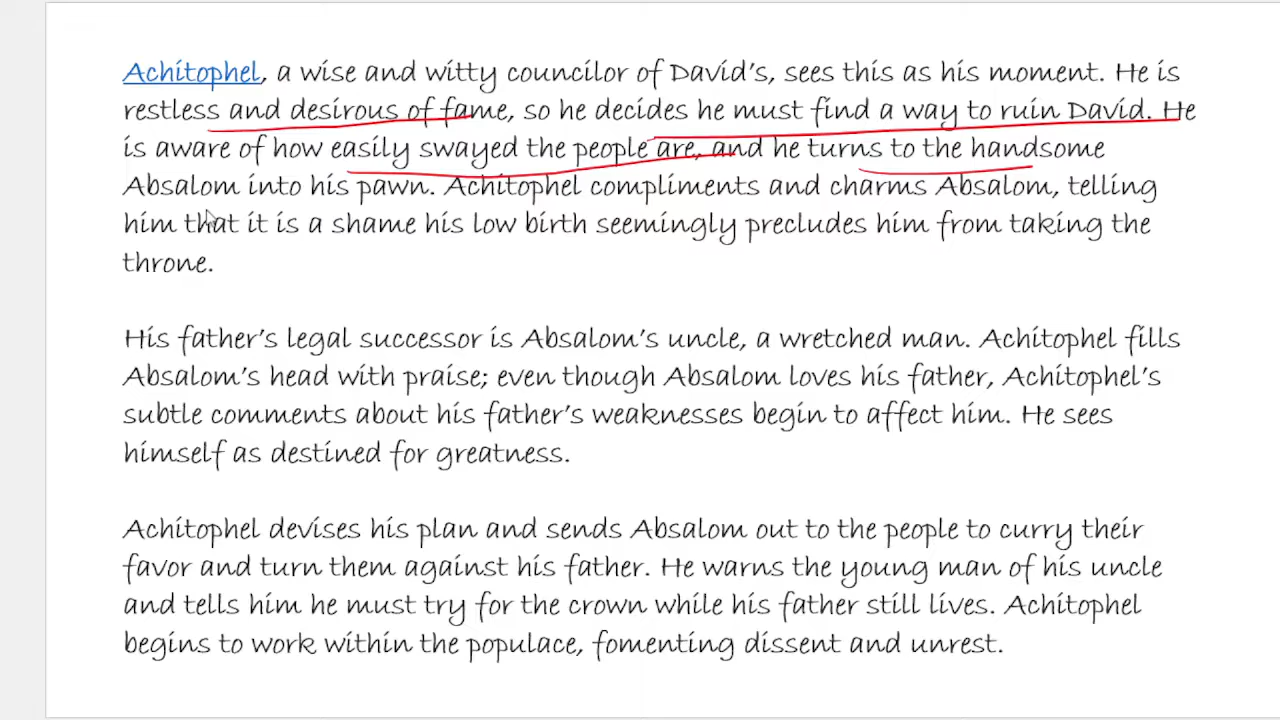 Achitophel, a wise and witty councilor of David's, sees this as his moment. He is
restless and desirous of fame, so he decides he must find a way to ruin David. He
is aware of how easily swayed the people are, and he turns to the handsome
Absalom into his pawn. Achitophel compliments and charms Absalom, telling
him that it is a shame his low birth seemingly precludes him from taking the
throne.
His father's legal successor is Absalom's uncle, a wretched man. Achitophel fills
Absalom's head with praise; even though Absalom loves his father, Achitophel's
subtle comments about his father's weaknesses begin to affect him. He sees
himself as destined for greatness.
Achitophel devises his plan and sends Absalom out to the people to curry their
favor and turn them against his father. He warns the young man of his uncle
and tells him he must try for the crown while his father still lives. Achitophel
begins to work within the populace, fomenting dissent and unrest.